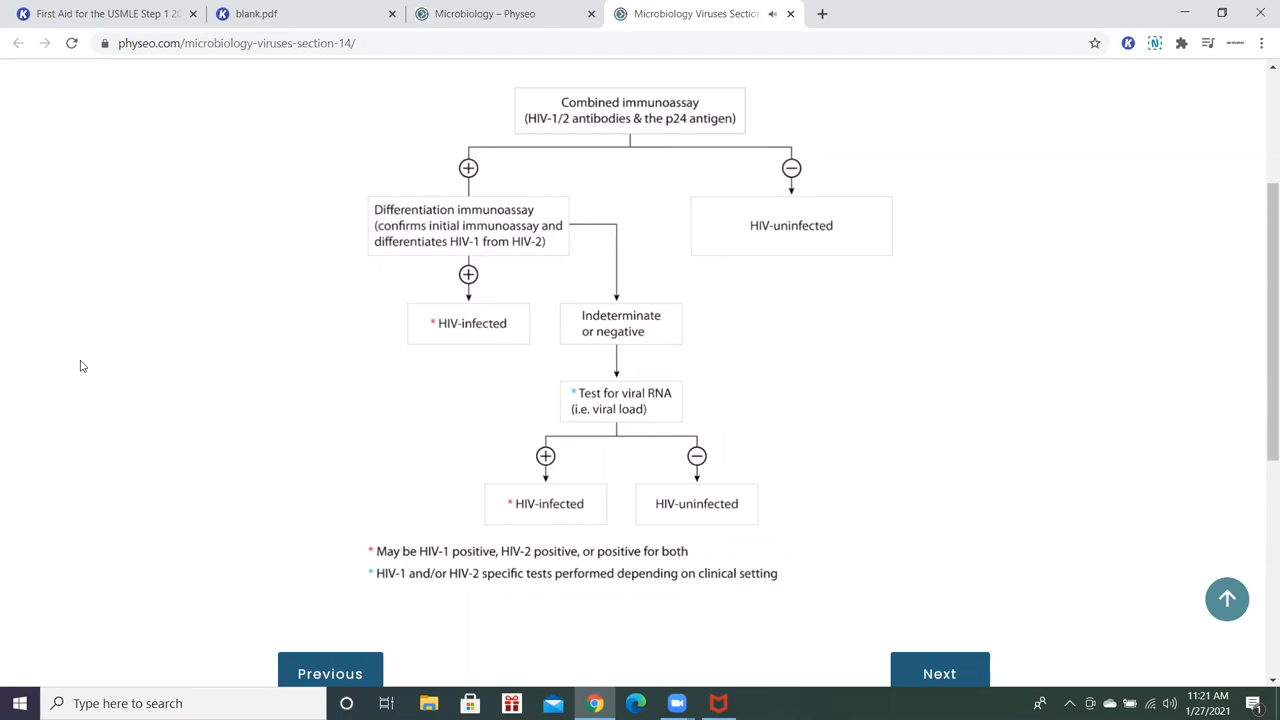 First Aid for the USMLE Step 1 20
blank.pdf
Microbiology – Physeo
Microbiology Viruses Section
physeo.com/microbiology-viruses-section-14/
Combined immunoassay
(HIV-1/2 antibodies & the p24 antigen)
Differentiation immunoassay
(confirms initial immunoassay and
differentiates HIV-1 from HIV-2)
HIV-uninfected
* HIV-infected
Indeterminate
or negative
* Test for viral RNA
(i.e. viral load)
* HIV-infected
HIV-uninfected
* May be HIV-1 positive, HIV-2 positive, or positive for both
* HIV-1 and/or HIV-2 specific tests performed depending on clinical setting
Previous
Next
Type here to search
11:21 AM
1/27/2021